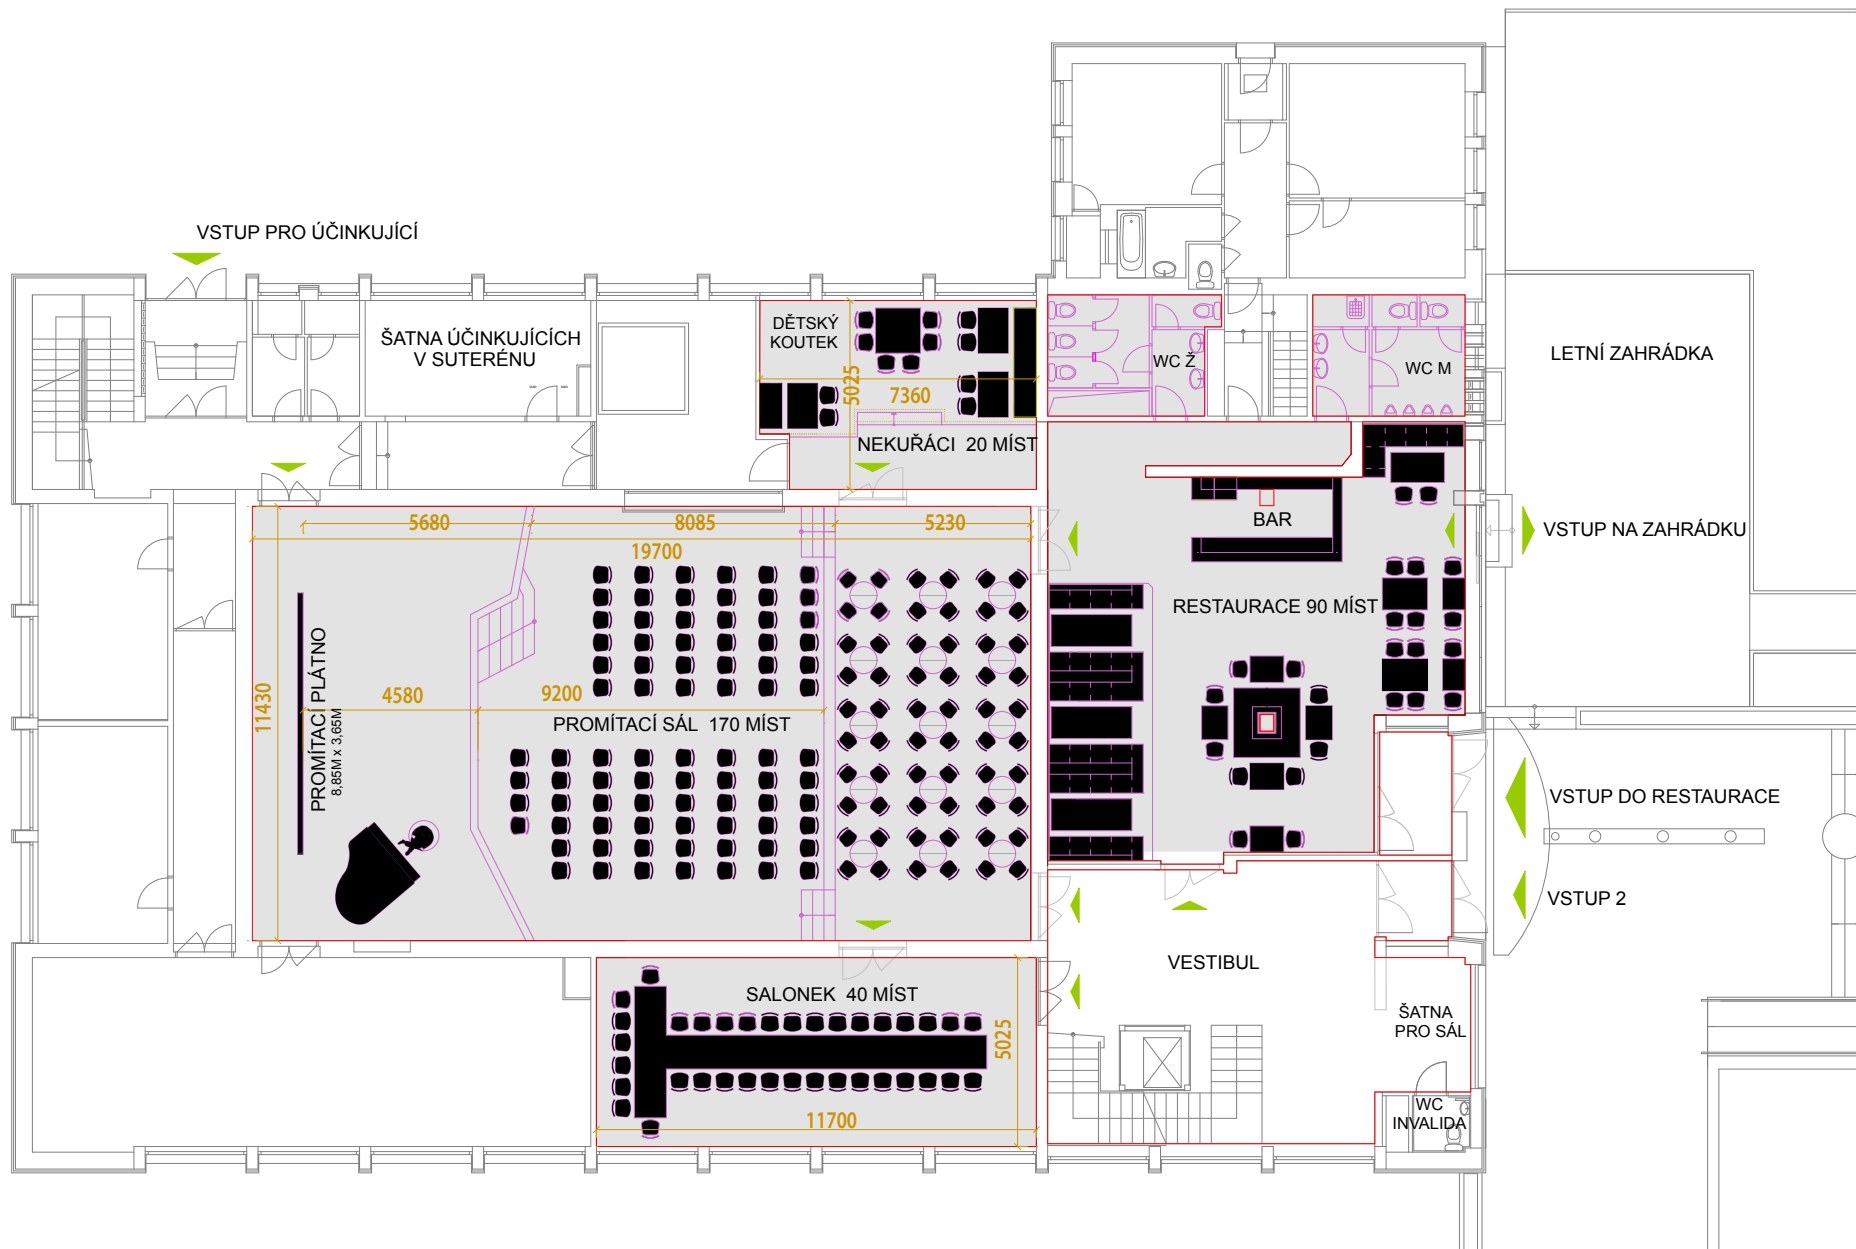 VSTUP PRO ÚČINKUJÍCÍ
ŠATNA ÚČINKUJÍCÍCH
V SUTERÉNU
DĚTSKÝ
KOUTEK
5025
7360
NEKUŘÁCI 20 MÍST
WC Ž
WC M
LETNÍ ZAHRÁDKA
BAR
VSTUP NA ZAHRÁDKU
5680
8085
5230
19700
RESTAURACE 90 MÍST
11430
PROMÍTACÍ PLÁTNO
8,85M x 3,65M
4580
9200
PROMÍTACÍ SÁL 170 MÍST
VSTUP DO RESTAURACE
VSTUP 2
VESTIBUL
SALONEK 40 MÍST
5025
11700
ŠATNA
PRO SÁL
WC
INVALIDA